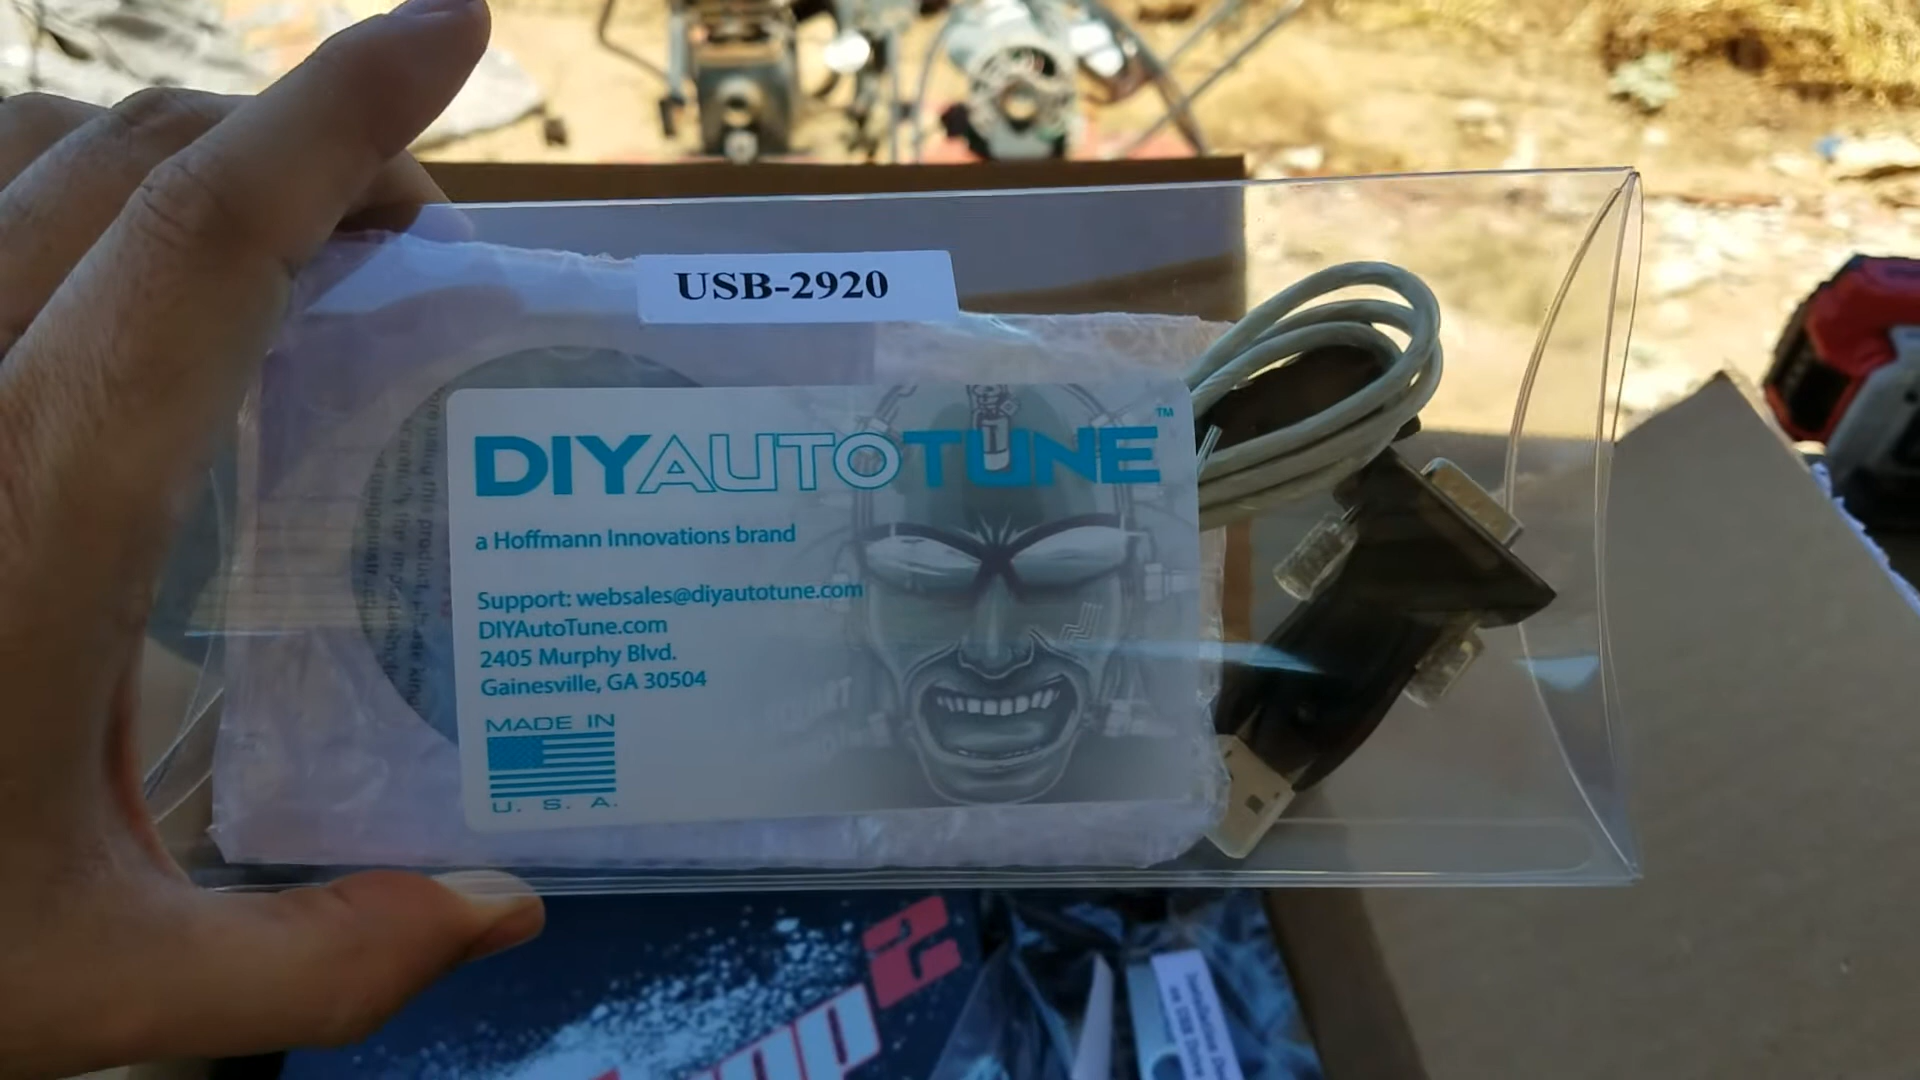 USB-2920
DIYAUTOTUNE™
a Hoffmann Innovations brand
Support: websales@diyautotune.com
DIYAutoTune.com
2405 Murphy Blvd.
Gainesville, GA 30504
MADE IN
U. S. A.
2